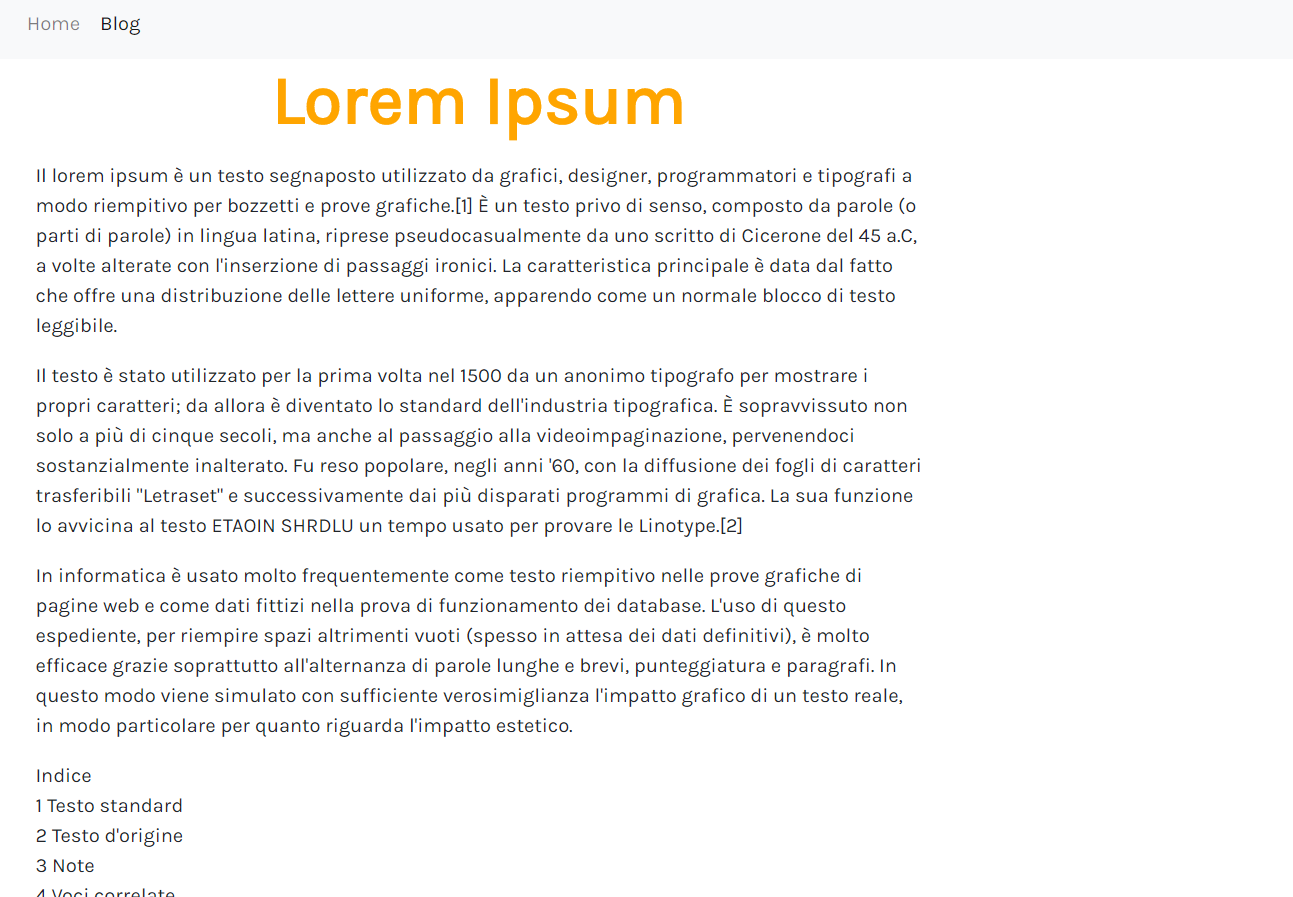 Home Blog
Lorem Ipsum
Il lorem ipsum è un testo segnaposto utilizzato da grafici, designer, programmatori e tipografi a
modo riempitivo per bozzetti e prove grafiche.[1] È un testo privo di senso, composto da parole (o
parti di parole) in lingua latina, riprese pseudocasualmente da uno scritto di Cicerone del 45 a.C,
a volte alterate con l'inserzione di passaggi ironici. La caratteristica principale è data dal fatto
che offre una distribuzione delle lettere uniforme, apparendo come un normale blocco di testo
leggibile.
Il testo è stato utilizzato per la prima volta nel 1500 da un anonimo tipografo per mostrare i
propri caratteri; da allora è diventato lo standard dell'industria tipografica. È sopravvissuto non
solo a più di cinque secoli, ma anche al passaggio alla videoimpaginazione, pervenendoci
sostanzialmente inalterato. Fu reso popolare, negli anni '60, con la diffusione dei fogli di caratteri
trasferibili "Letraset" e successivamente dai più disparati programmi di grafica. La sua funzione
lo avvicina al testo ETAOIN SHRDLU un tempo usato per provare le Linotype.[2]
In informatica è usato molto frequentemente come testo riempitivo nelle prove grafiche di
pagine web e come dati fittizi nella prova di funzionamento dei database. L'uso di questo
espediente, per riempire spazi altrimenti vuoti (spesso in attesa dei dati definitivi), è molto
efficace grazie soprattutto all'alternanza di parole lunghe e brevi, punteggiatura e paragrafi. In
questo modo viene simulato con sufficiente verosimiglianza l'impatto grafico di un testo reale,
in modo particolare per quanto riguarda l'impatto estetico.
Indice
1 Testo standard
2 Testo d'origine
3 Note
4 Voci correlate